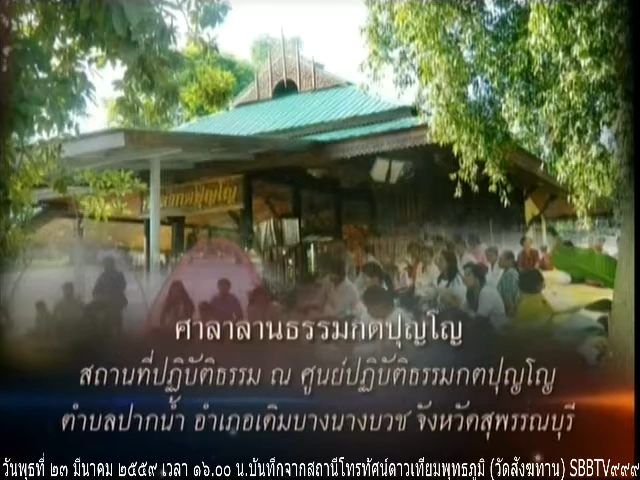 กตปุญโญ
ศาลาลานธรรมกตปุญโญ
สถานที่ปฏิบัติธรรม ณ ศูนย์ปฏิบัติธรรมกตปุญโญ
ตำบลปากน้ำ อำเภอเดิมบางนางบวช จังหวัดสุพรรณบุรี
วันพุธที่ ๒๓ มีนาคม ๒๕๕๙ เวลา ๑๖.๐๐ น.บันทึกจากสถานีโทรทัศน์ดาวเทียมพุทธภูมิ (วัดสังฆทาน) SBBTV๙๙๙